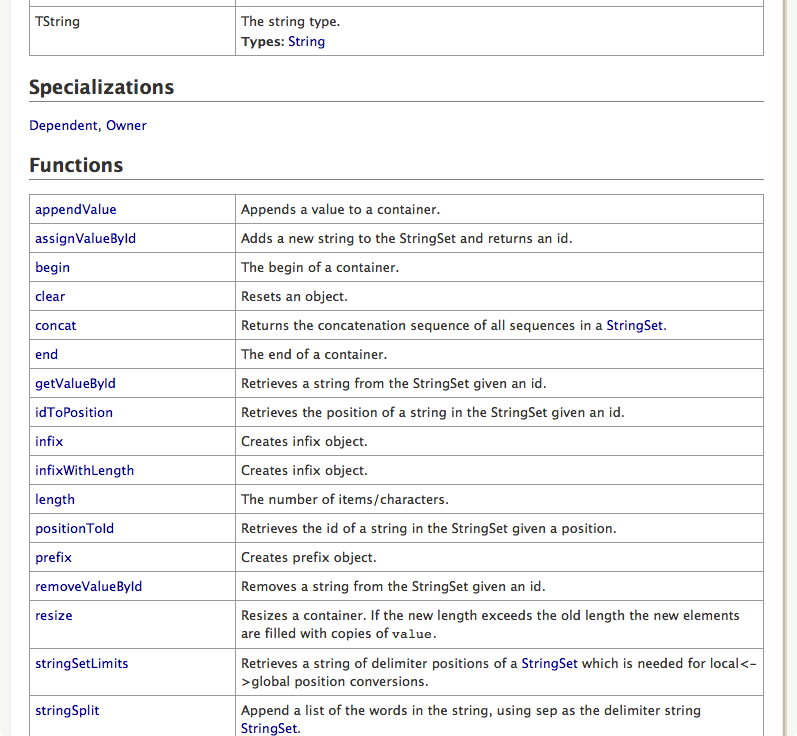 TString The string type.
Types: String
Specializations
Dependent, Owner
Functions
appendValue Appends a value to a container.
assignValueById Adds a new string to the StringSet and returns an id.
begin The begin of a container.
clear Resets an object.
concat Returns the concatenation sequence of all sequences in a StringSet.
end The end of a container.
getValueById Retrieves a string from the StringSet given an id.
idToPosition Retrieves the position of a string in the StringSet given an id.
infix Creates infix object.
infixWithLength Creates infix object.
length The number of items/characters.
positionToId Retrieves the id of a string in the StringSet given a position.
prefix Creates prefix object.
removeValueById Removes a string from the StringSet given an id.
resize Resizes a container. If the new length exceeds the old length the new elements
are filled with copies of value.
stringSetLimits Retrieves a string of delimiter positions of a StringSet which is needed for local<-
>global position conversions.
stringSplit Append a list of the words in the string, using sep as the delimiter string
StringSet.